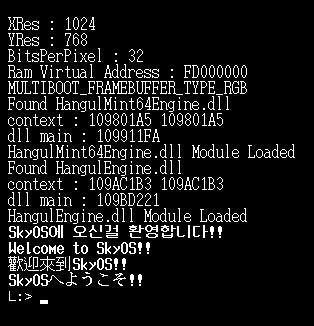 XRes : 1024
YRes : 768
BitsPerPixel : 32
Ram Virtual Address : FD000000
MULTIBOOT_FRAMEBUFFER_TYPE_RGB
Found HangulMint64Engine.dll
context : 109801A5 109801A5
dll main : 109911FA
HangulMint64Engine.dll Module Loaded
Found HangulEngine.dll
context : 109AC1B3 109AC1B3
dll main : 109BD221
HangulEngine.dll Module Loaded
SkyOS에 오신걸 환영합니다!!
Welcome to SkyOS!!
歡迎來到SkyOS!!
SkyOSへようこそ!!
L:> _